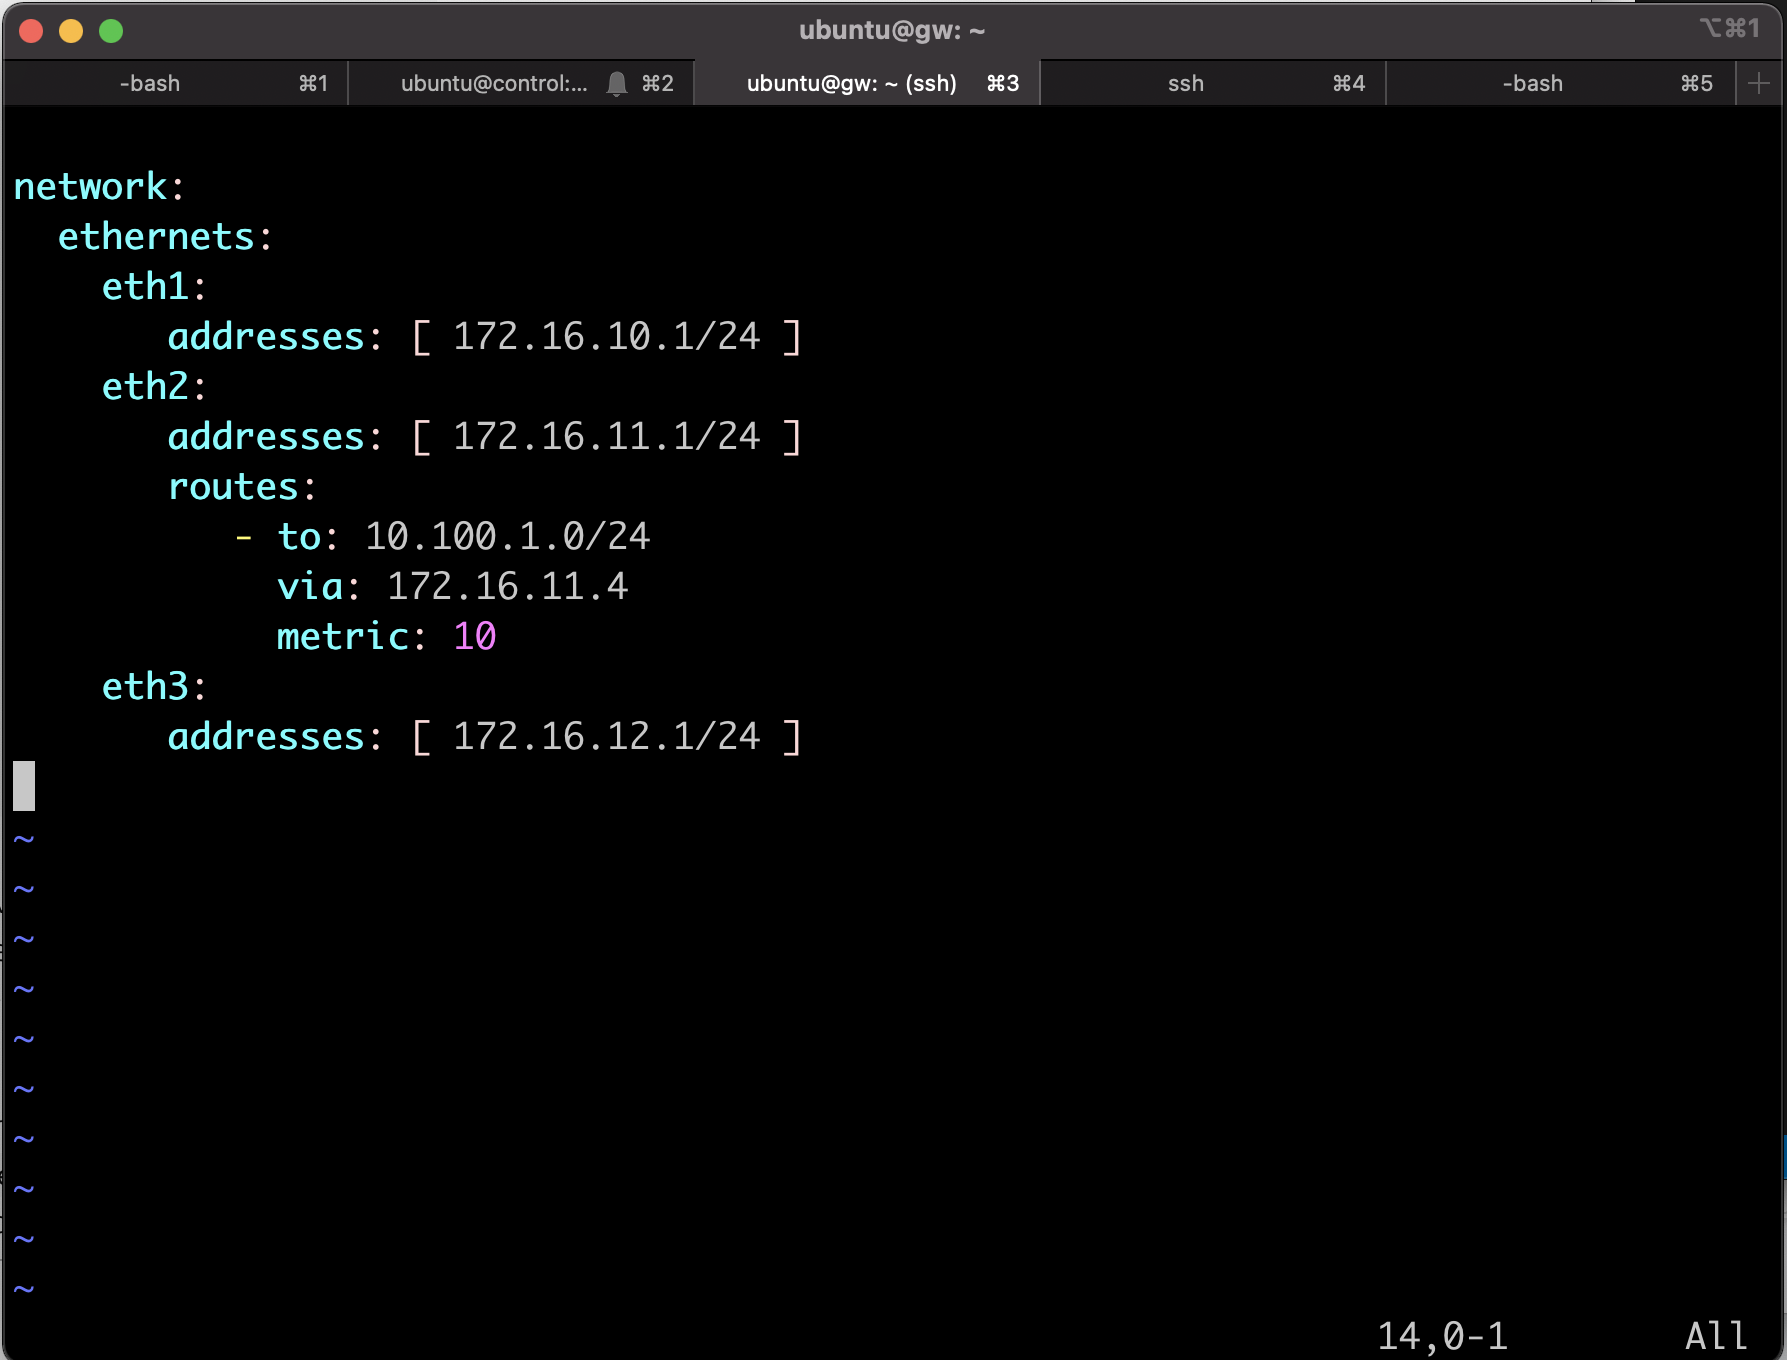 ubuntu@gw: ~ ⌥⌘1
-bash ⌘1 ubuntu@control:... ⌘2 ubuntu@gw: ~ (ssh) ⌘3 ssh ⌘4 -bash ⌘5 +
network:
  ethernets:
    eth1:
       addresses: [ 172.16.10.1/24 ]
    eth2:
       addresses: [ 172.16.11.1/24 ]
       routes:
          - to: 10.100.1.0/24
            via: 172.16.11.4
            metric: 10
    eth3:
       addresses: [ 172.16.12.1/24 ]
~
~
~
~
~
~
~
~
~
~
14,0-1 All